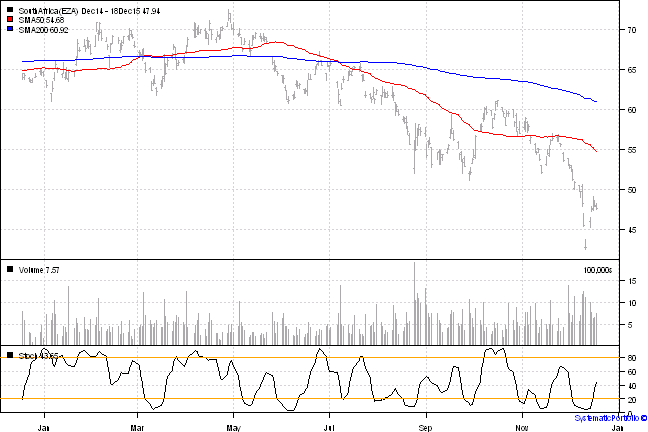 SouthAfrica(EZA) Dec14 - 18Dec15 47.94
SMA50 54.68
SMA200 60.92
70
65
60
55
50
45
Volume 7.57
100,000s
15
10
5
Stoch 43.65
80
60
40
20
0
Jan Mar May Jul Sep Nov Jan
SystematicPortfolio ©